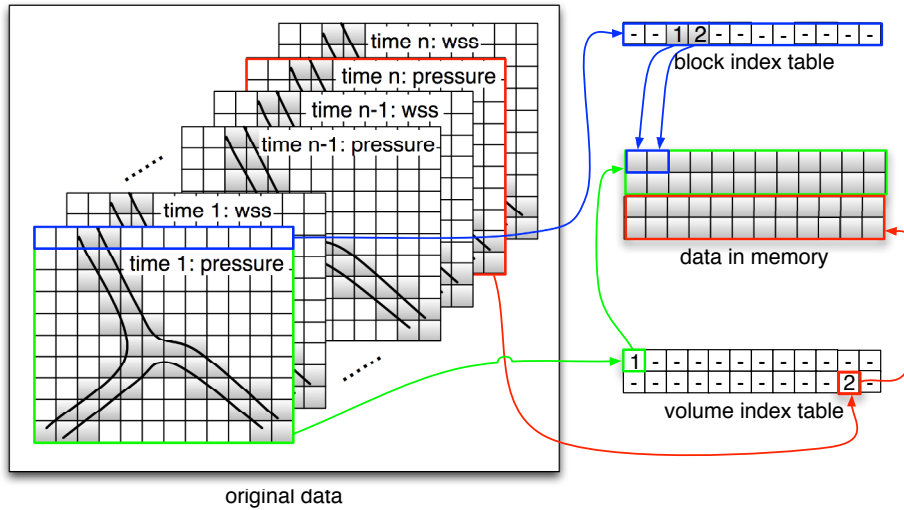 time n: wss
time n: pressure
time n-1: wss
time n-1: pressure
time 1: wss
time 1: pressure
original data
- - 1 2 - - - - - - - -
block index table
data in memory
1 - - - - - - - - - - -
- - - - - - - - - - 2 -
volume index table